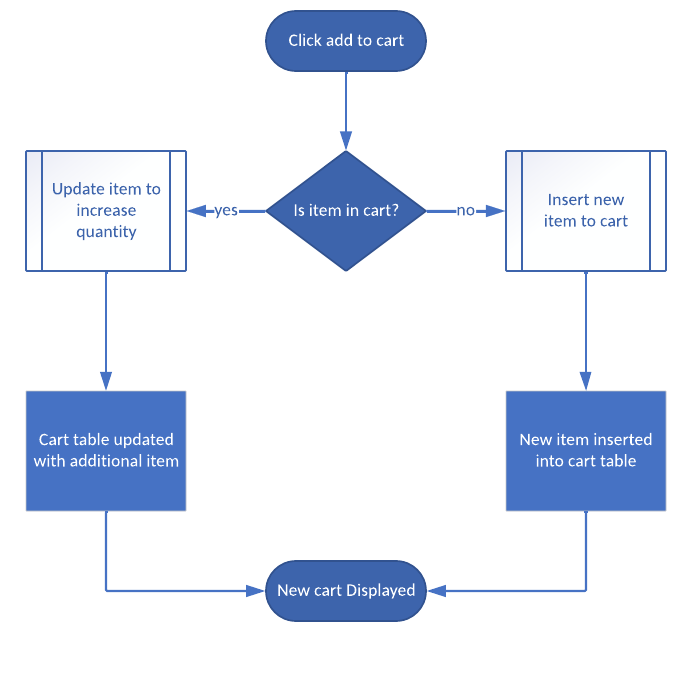 Click add to cart
Update item to
increase
quantity
yes
Is item in cart?
no
Insert new
item to cart
Cart table updated
with additional item
New item inserted
into cart table
New cart Displayed